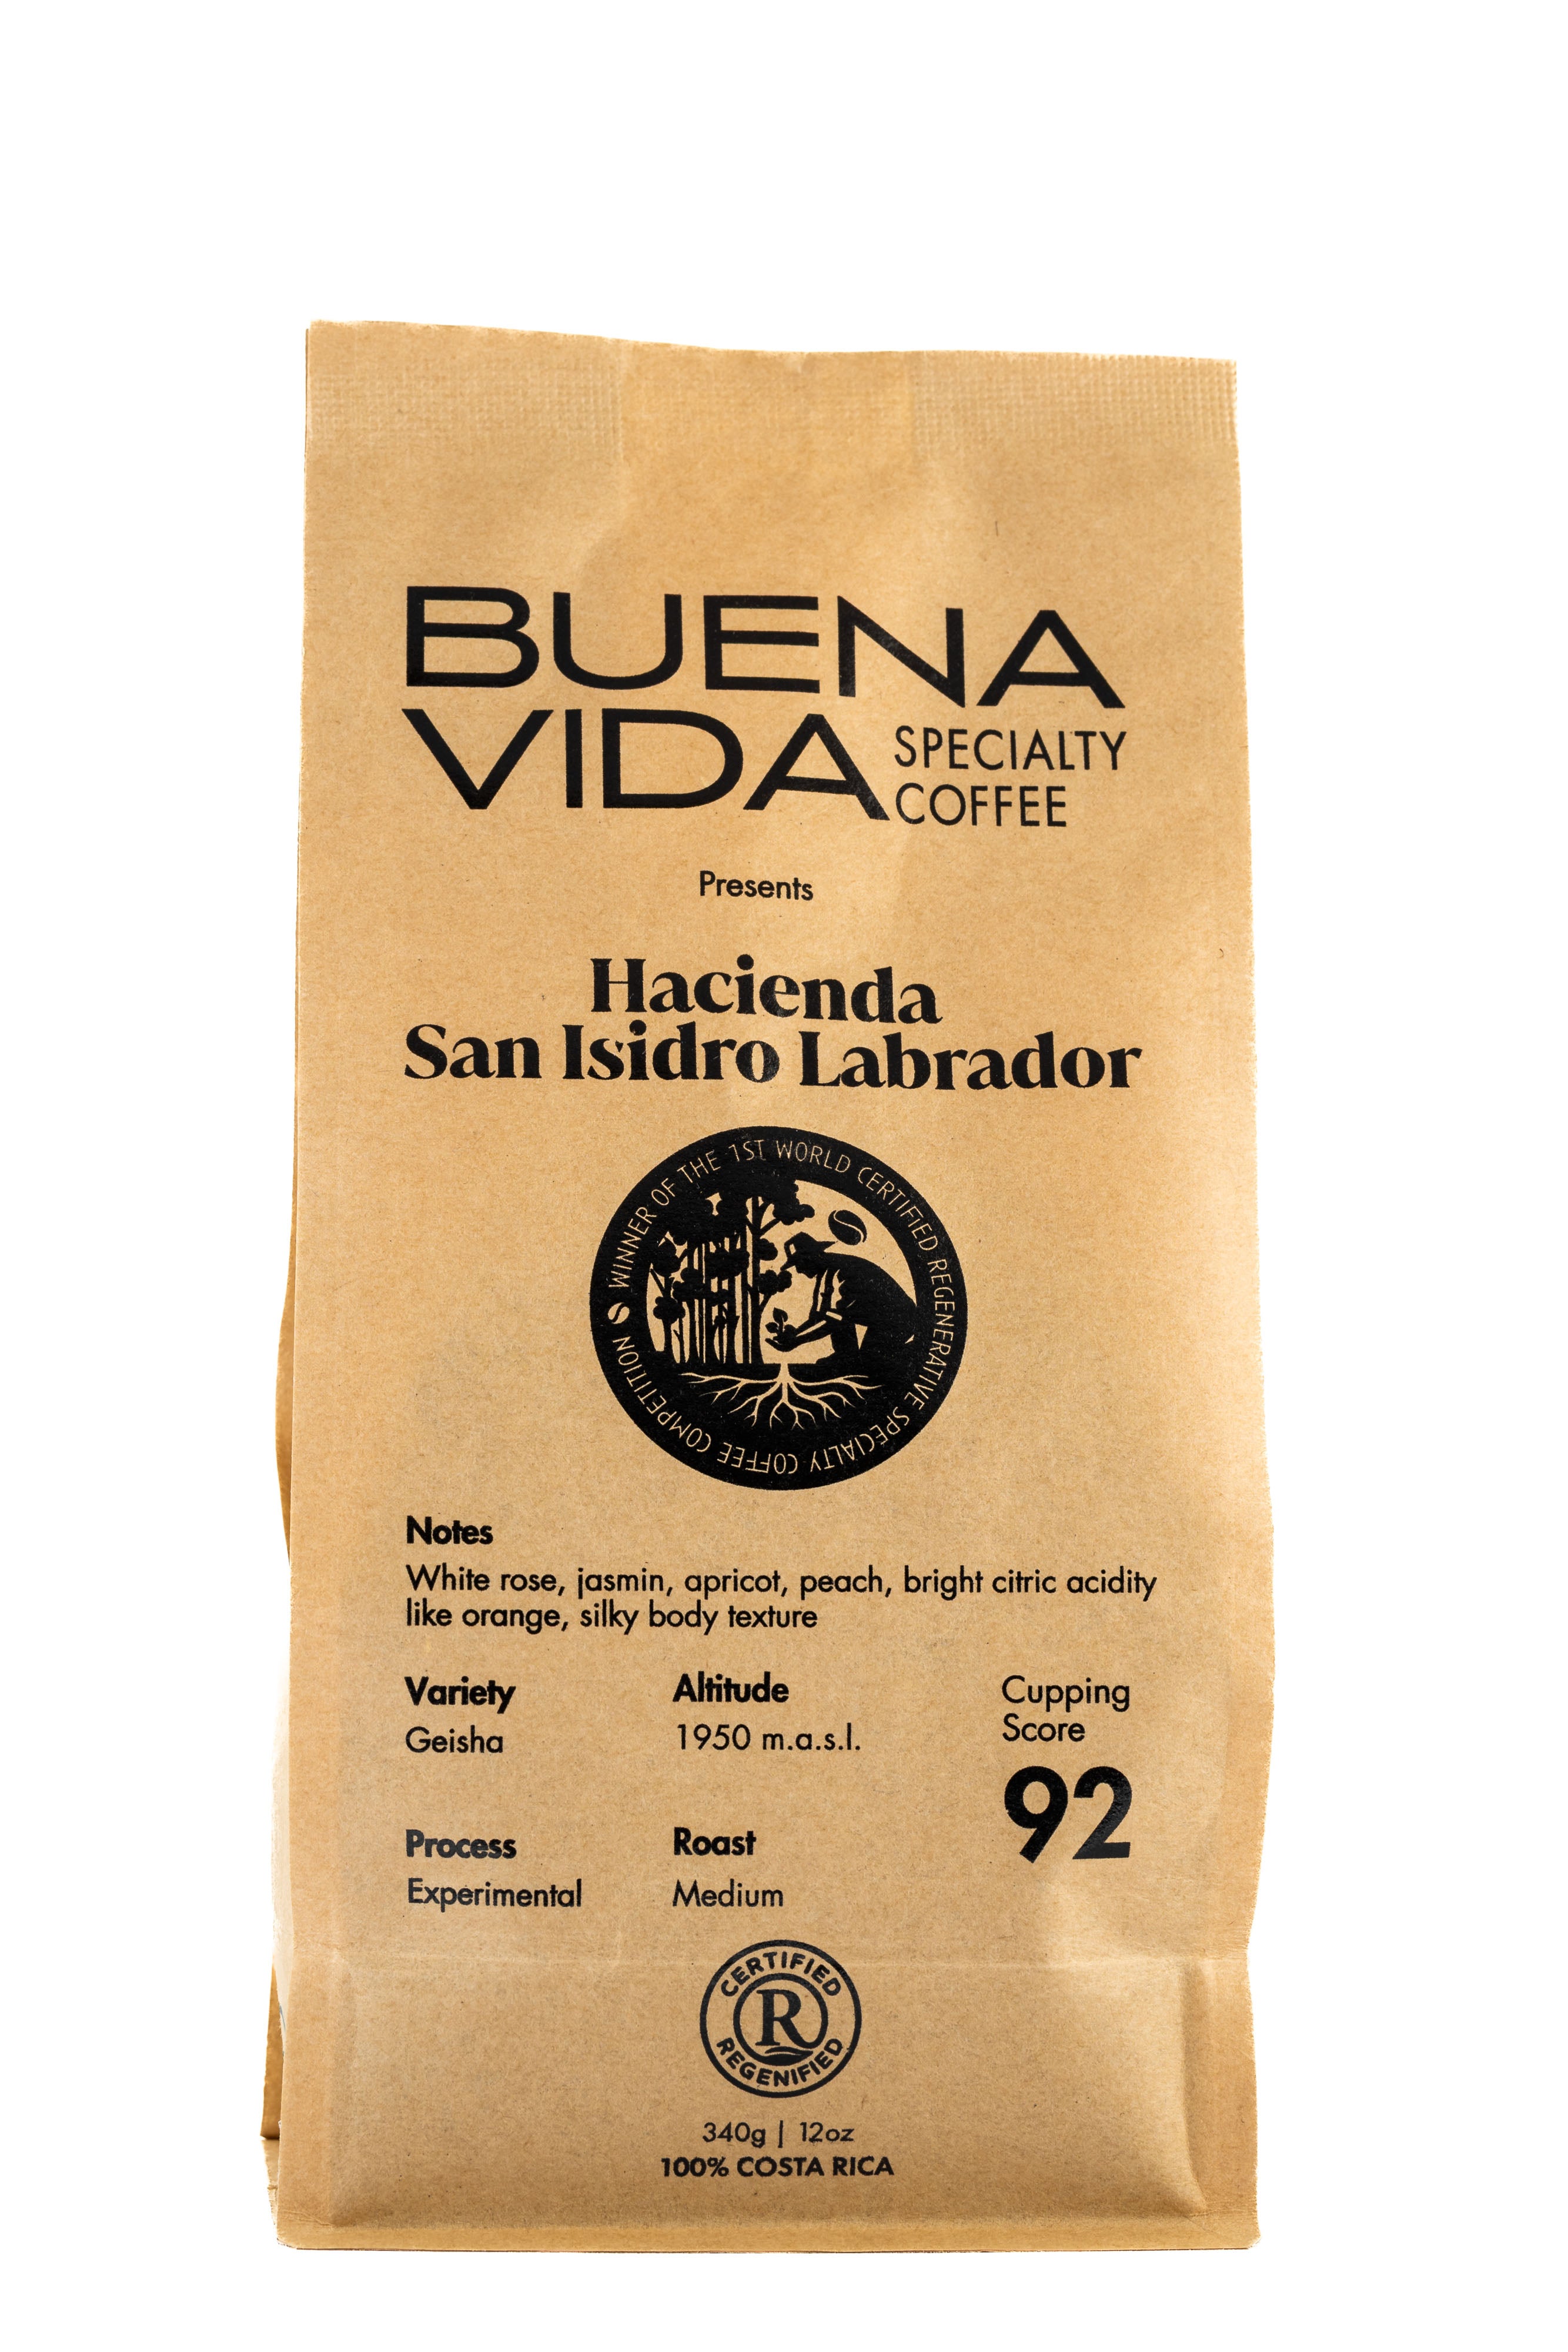 BUENA
VIDA
SPECIALTY
COFFEE
Presents
Hacienda
San Isidro Labrador
WINNER OF THE 1ST WORLD CERTIFIED REGENERATIVE SPECIALTY COFFEE COMPETITION
Notes
White rose, jasmin, apricot, peach, bright citric acidity
like orange, silky body texture
Variety
Geisha
Altitude
1950 m.a.s.l.
Cupping
Score
92
Process
Experimental
Roast
Medium
CERTIFIED
R
REGENIFIED
340g | 12oz
100% COSTA RICA